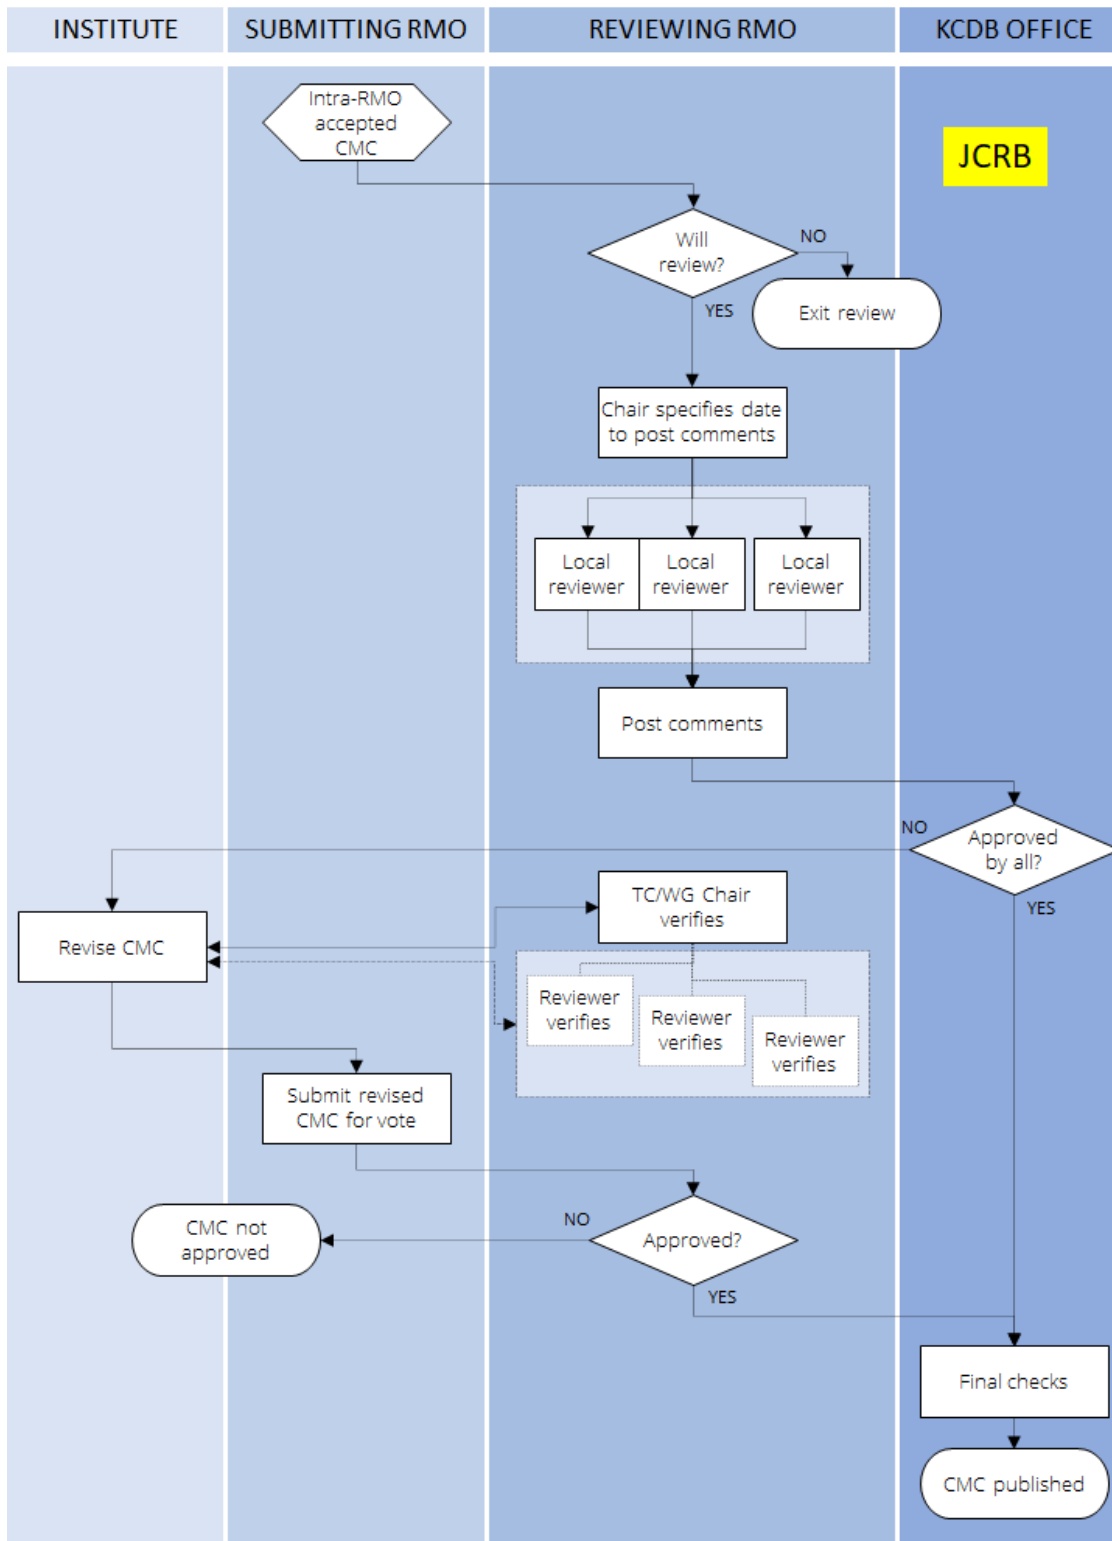 INSTITUTE
SUBMITTING RMO
REVIEWING RMO
KCDB OFFICE
Intra-RMO
accepted
CMC
JCRB
Will
review?
NO
YES
Exit review
Chair specifies date
to post comments
Local
reviewer
Local
reviewer
Local
reviewer
Post comments
Approved
by all?
NO
YES
Revise CMC
TC/WG Chair
verifies
Reviewer
verifies
Reviewer
verifies
Reviewer
verifies
Submit revised
CMC for vote
Approved?
NO
YES
CMC not
approved
Final checks
CMC published